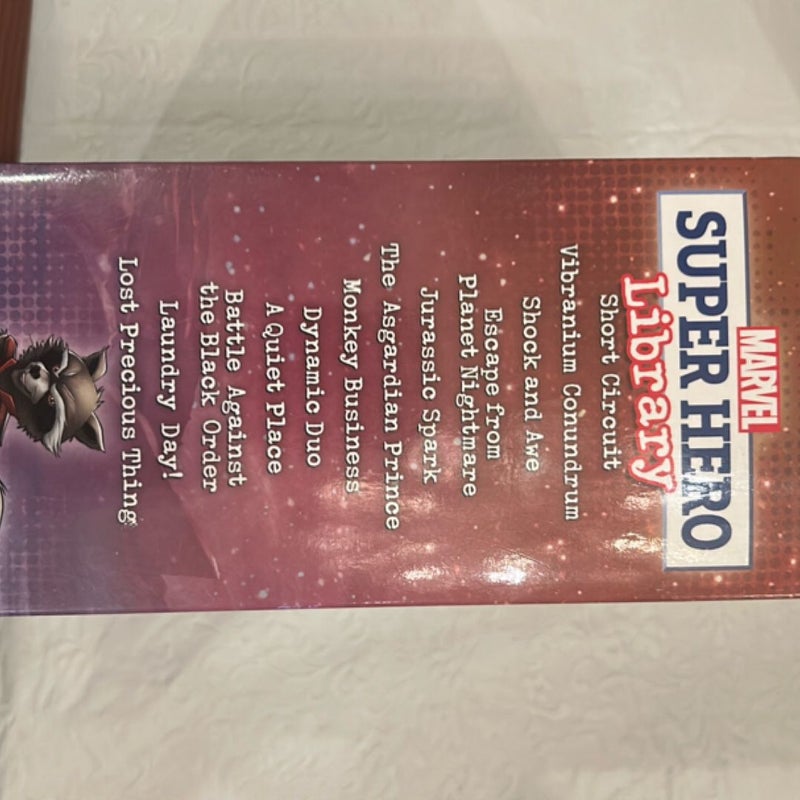 MARVEL
SUPER HERO
Library
Short Circuit
Vibranium Conundrum
Shock and Awe
Escape from
Planet Nightmare
Jurassic Spark
The Asgardian Prince
Monkey Business
Dynamic Duo
A Quiet Place
Battle Against
the Black Order
Laundry Day!
Lost Precious Thing